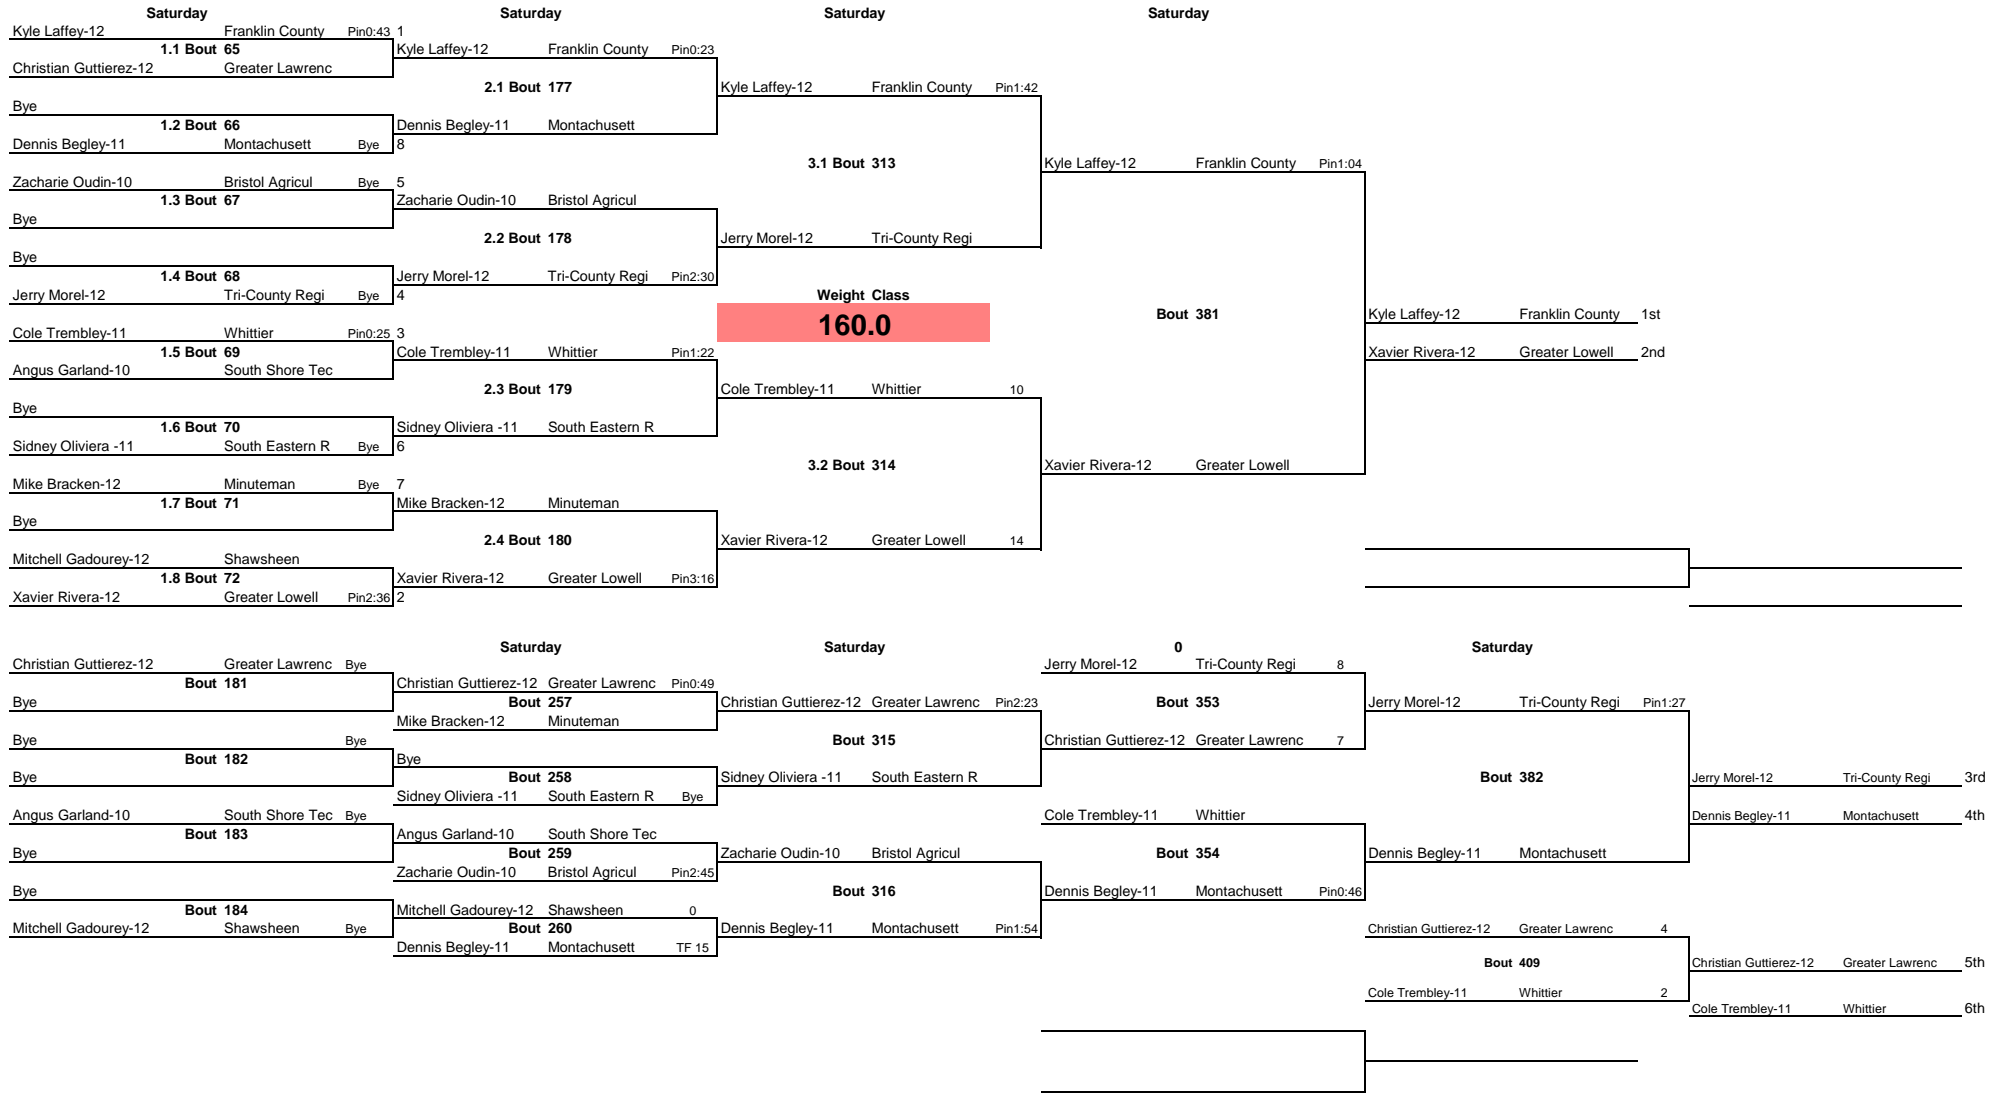 Saturday Saturday Saturday Saturday
Kyle Laffey-12 Franklin County Pin0:43 1
1.1 Bout 65 Kyle Laffey-12 Franklin County Pin0:23
Christian Guttierez-12 Greater Lawrenc
2.1 Bout 177 Kyle Laffey-12 Franklin County Pin1:42
Bye
1.2 Bout 66 Dennis Begley-11 Montachusett
Dennis Begley-11 Montachusett Bye 8
3.1 Bout 313 Kyle Laffey-12 Franklin County Pin1:04
Zacharie Oudin-10 Bristol Agricul Bye 5
1.3 Bout 67 Zacharie Oudin-10 Bristol Agricul
Bye
2.2 Bout 178 Jerry Morel-12 Tri-County Regi
Bye
1.4 Bout 68 Jerry Morel-12 Tri-County Regi Pin2:30
Jerry Morel-12 Tri-County Regi Bye 4 Weight Class
160.0 Bout 381 Kyle Laffey-12 Franklin County 1st
Cole Trembley-11 Whittier Pin0:25 3
1.5 Bout 69 Cole Trembley-11 Whittier Pin1:22 Xavier Rivera-12 Greater Lowell 2nd
Angus Garland-10 South Shore Tec
2.3 Bout 179 Cole Trembley-11 Whittier 10
Bye
1.6 Bout 70 Sidney Oliviera -11 South Eastern R
Sidney Oliviera -11 South Eastern R Bye 6
3.2 Bout 314 Xavier Rivera-12 Greater Lowell
Mike Bracken-12 Minuteman Bye 7
1.7 Bout 71 Mike Bracken-12 Minuteman
Bye
2.4 Bout 180 Xavier Rivera-12 Greater Lowell 14
Mitchell Gadourey-12 Shawsheen
1.8 Bout 72 Xavier Rivera-12 Greater Lowell Pin3:16
Xavier Rivera-12 Greater Lowell Pin2:36 2
Saturday Saturday 0 Saturday
Christian Guttierez-12 Greater Lawrenc Bye Jerry Morel-12 Tri-County Regi 8
Bout 181 Christian Guttierez-12 Greater Lawrenc Pin0:49
Bye Bout 257 Christian Guttierez-12 Greater Lawrenc Pin2:23 Bout 353 Jerry Morel-12 Tri-County Regi Pin1:27
Mike Bracken-12 Minuteman
Bye Bye Bout 315 Christian Guttierez-12 Greater Lawrenc 7
Bout 182 Bye
Bye Bout 258 Sidney Oliviera -11 South Eastern R Bout 382 Jerry Morel-12 Tri-County Regi 3rd
Sidney Oliviera -11 South Eastern R Bye
Angus Garland-10 South Shore Tec Bye Cole Trembley-11 Whittier Dennis Begley-11 Montachusett 4th
Bout 183 Angus Garland-10 South Shore Tec
Bye Bout 259 Zacharie Oudin-10 Bristol Agricul Bout 354 Dennis Begley-11 Montachusett
Zacharie Oudin-10 Bristol Agricul Pin2:45
Bye Bout 316 Dennis Begley-11 Montachusett Pin0:46
Bout 184 Mitchell Gadourey-12 Shawsheen 0
Mitchell Gadourey-12 Shawsheen Bye Bout 260 Dennis Begley-11 Montachusett Pin1:54 Christian Guttierez-12 Greater Lawrenc 4
Dennis Begley-11 Montachusett TF 15
Bout 409 Christian Guttierez-12 Greater Lawrenc 5th
Cole Trembley-11 Whittier 2
Cole Trembley-11 Whittier 6th